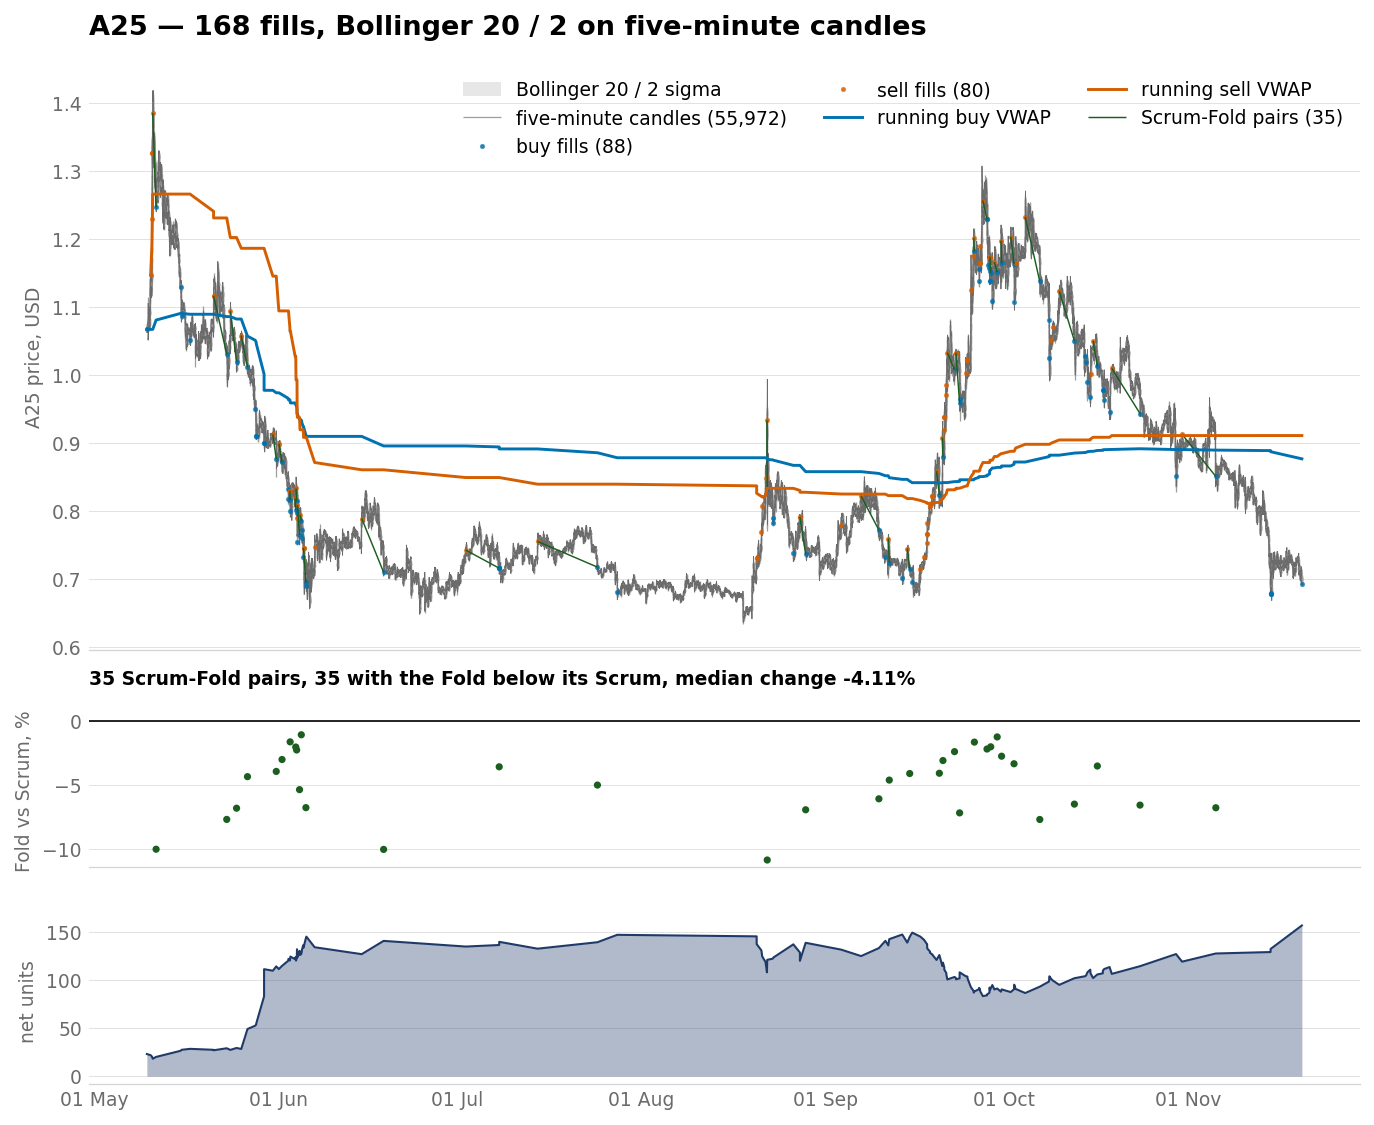 A25 — 168 fills, Bollinger 20 / 2 on five-minute candles
Bollinger 20 / 2 sigma
five-minute candles (55,972)
buy fills (88)
sell fills (80)
running buy VWAP
running sell VWAP
Scrum-Fold pairs (35)
A25 price, USD
1.4
1.3
1.2
1.1
1.0
0.9
0.8
0.7
0.6
35 Scrum-Fold pairs, 35 with the Fold below its Scrum, median change -4.11%
Fold vs Scrum, %
0
−5
−10
net units
150
100
50
0
01 May
01 Jun
01 Jul
01 Aug
01 Sep
01 Oct
01 Nov